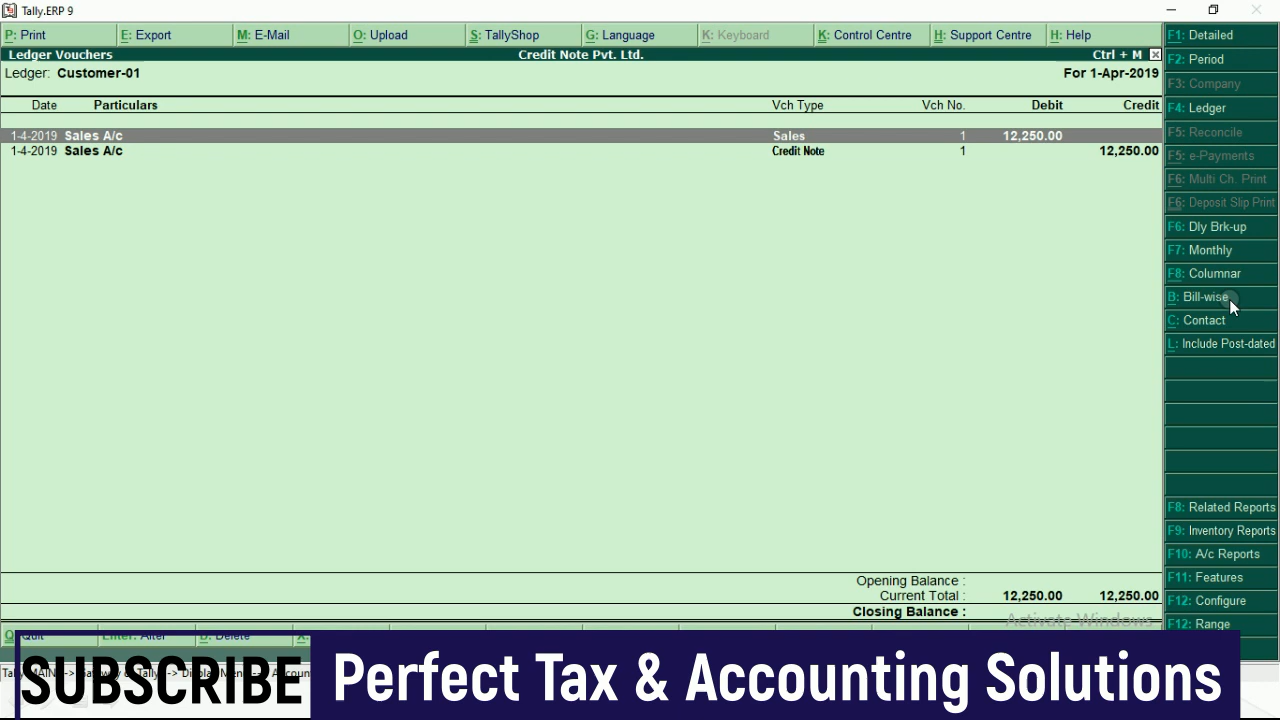 Tally.ERP 9
P: Print E: Export M: E-Mail O: Upload S: TallyShop G: Language K: Keyboard K: Control Centre H: Support Centre H: Help
Ledger Vouchers Credit Note Pvt. Ltd. Ctrl + M
Ledger: Customer-01 For 1-Apr-2019
Date Particulars Vch Type Vch No. Debit Credit
1-4-2019 Sales A/c Sales 1 12,250.00
1-4-2019 Sales A/c Credit Note 1 12,250.00
Opening Balance :
Current Total : 12,250.00 12,250.00
Closing Balance :
F1: Detailed
F2: Period
F3: Company
F4: Ledger
F5: Reconcile
F5: e-Payments
F6: Multi Ch. Print
F6: Deposit Slip Print
F6: Dly Brk-up
F7: Monthly
F8: Columnar
B: Bill-wise
C: Contact
L: Include Post-dated
F8: Related Reports
F9: Inventory Reports
F10: A/c Reports
F11: Features
F12: Configure
F12: Range
Activate Windows
Q: Quit Enter: Alter D: Delete X:
SUBSCRIBE Perfect Tax & Accounting Solutions